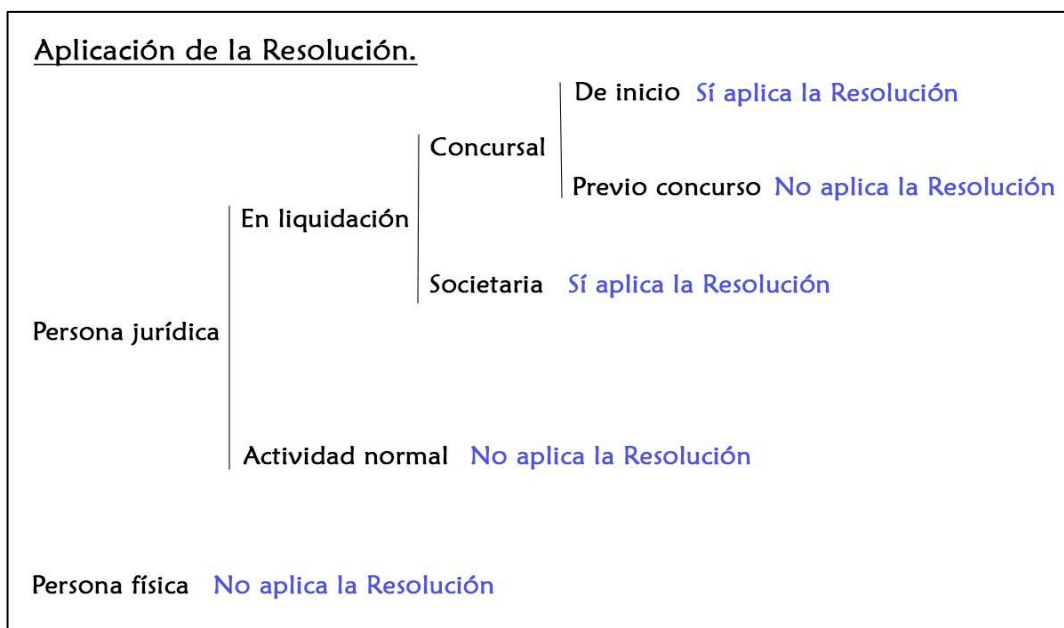 Aplicación de la Resolución.
De inicio Sí aplica la Resolución
Concursal
Previo concurso No aplica la Resolución
En liquidación
Societaria Sí aplica la Resolución
Persona jurídica
Actividad normal No aplica la Resolución
Persona física No aplica la Resolución